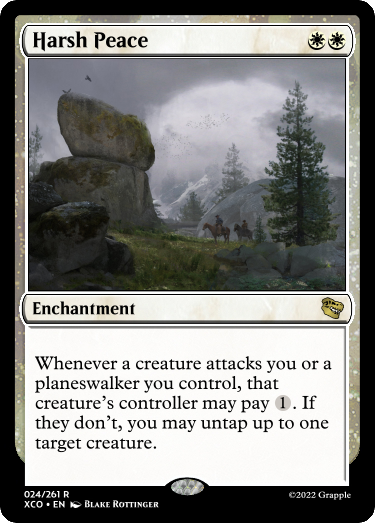 Harsh Peace
Enchantment
Whenever a creature attacks you or a
planeswalker you control, that
creature's controller may pay 1. If
they don't, you may untap up to one
target creature.
024/261 R
XCO • EN Blake Rottinger
©2022 Grapple